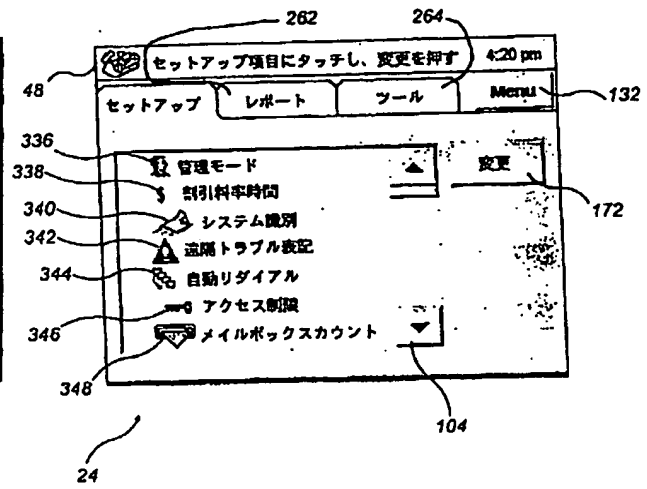 262
264
48
セットアップ項目にタッチし、変更を押す 4:20 pm
セットアップ レポート ツール Menu
132
336
管理モード
変更
338
$ 割引料率時間
172
340
システム識別
342
遠隔トラブル表記
344
自動リダイアル
346
アクセス制限
348
メイルボックスカウント
104
24